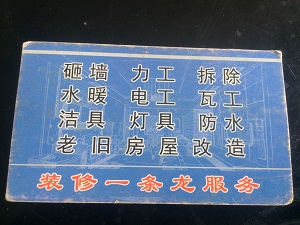 砸墙 力工 拆除
水暖 电工 瓦工
洁具 灯具 防水
老旧房屋改造
装修一条龙服务